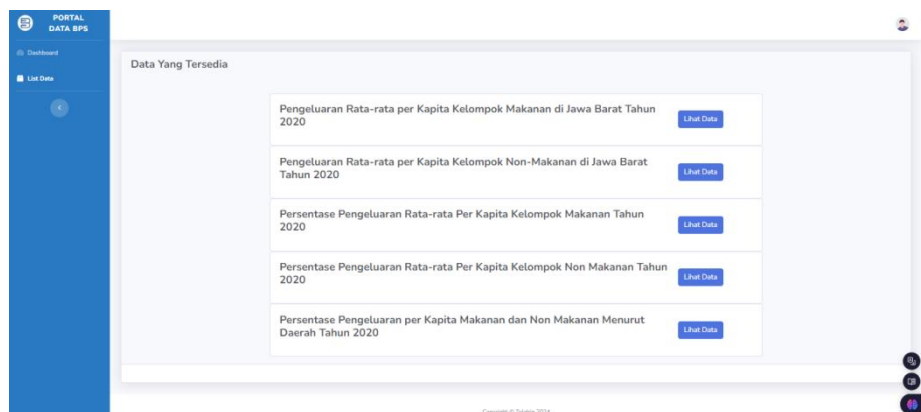 PORTAL
DATA BPS
Dashboard
List Data
Data Yang Tersedia
Pengeluaran Rata-rata per Kapita Kelompok Makanan di Jawa Barat Tahun
2020
Lihat Data
Pengeluaran Rata-rata per Kapita Kelompok Non-Makanan di Jawa Barat
Tahun 2020
Lihat Data
Persentase Pengeluaran Rata-rata Per Kapita Kelompok Makanan Tahun
2020
Lihat Data
Persentase Pengeluaran Rata-rata Per Kapita Kelompok Non Makanan Tahun
2020
Lihat Data
Persentase Pengeluaran per Kapita Makanan dan Non Makanan Menurut
Daerah Tahun 2020
Lihat Data
Copyright © 2024